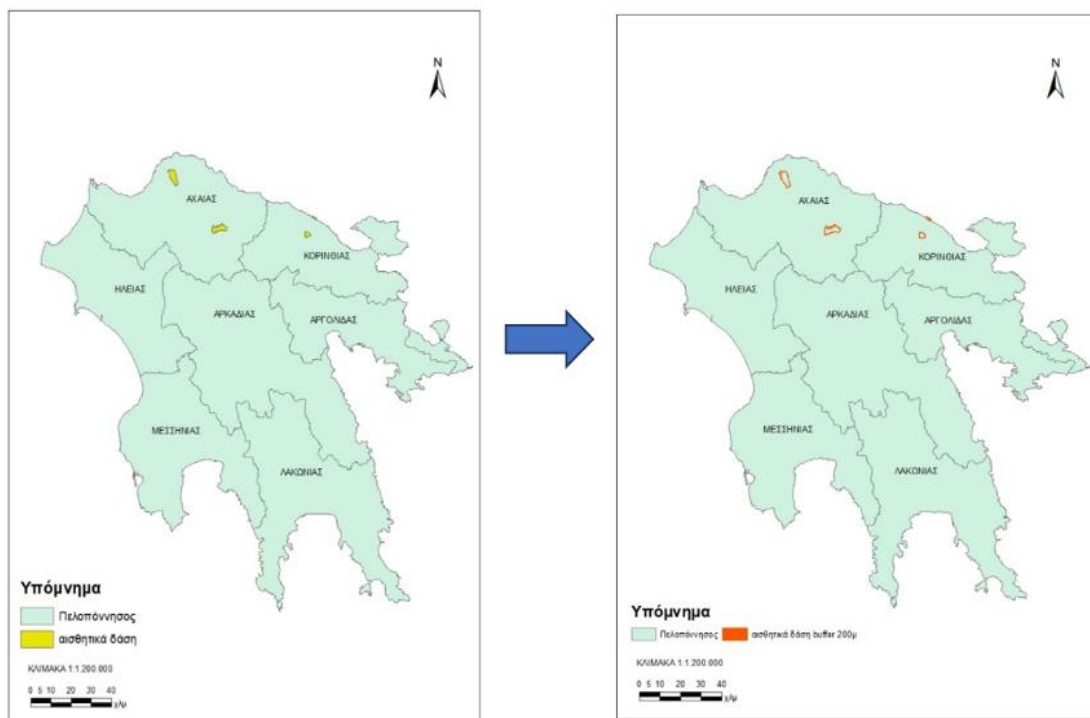 N
ΑΧΑΙΑΣ
ΚΟΡΙΝΘΙΑΣ
ΗΛΕΙΑΣ
ΑΡΚΑΔΙΑΣ
ΑΡΓΟΛΙΔΑΣ
ΜΕΣΣΗΝΙΑΣ
ΛΑΚΩΝΙΑΣ
Υπόμνημα
Πελοπόννησος
αισθητικά δάση
ΚΛΙΜΑΚΑ 1:1.200.000
0 5 10 20 30 40
χ/μ
N
ΑΧΑΙΑΣ
ΚΟΡΙΝΘΙΑΣ
ΗΛΕΙΑΣ
ΑΡΚΑΔΙΑΣ
ΑΡΓΟΛΙΔΑΣ
ΜΕΣΣΗΝΙΑΣ
ΛΑΚΩΝΙΑΣ
Υπόμνημα
Πελοπόννησος αισθητικά δάση buffer 200μ
ΚΛΙΜΑΚΑ 1:1.200.000
0 5 10 20 30 40
χ/μ